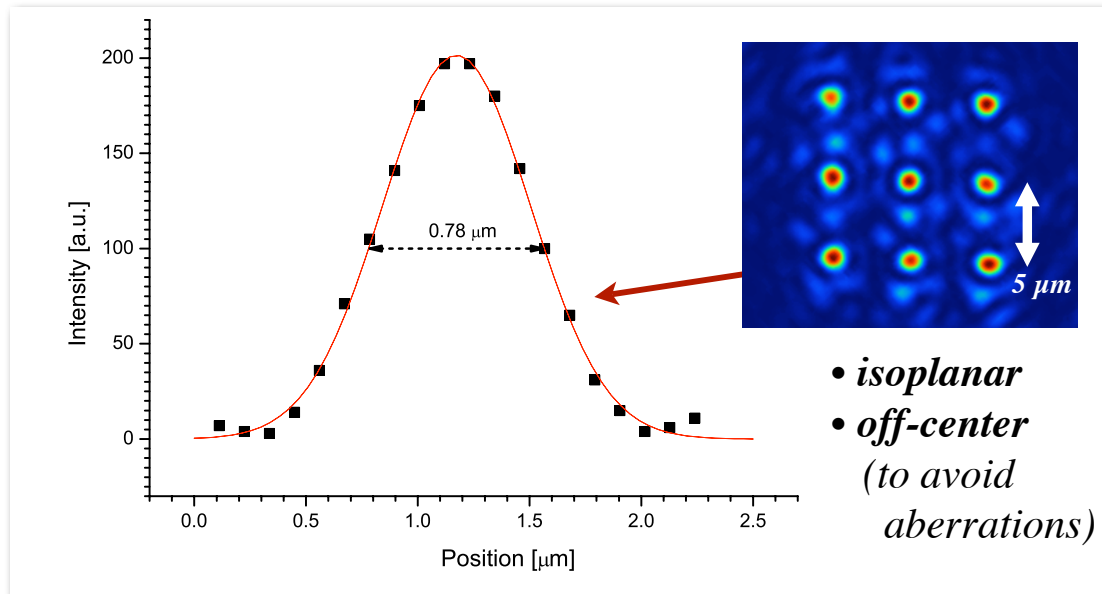 200
150
100
50
0
Intensity [a.u.]
0.78 μm
0.0 0.5 1.0 1.5 2.0 2.5
Position [μm]
5 μm
• isoplanar
• off-center
(to avoid
aberrations)